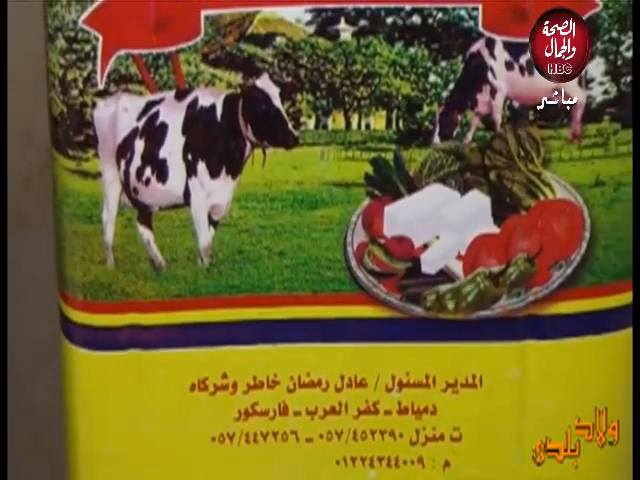 الصحة
والجمال
HBC
مباشر
المدير المسئول / عادل رمضان خاطر وشركاه
دمياط - كفر العرب - فارسكور
ت منزل ٠٥٧/٤٥٢٣٩٠ - ٠٥٧/٤٤٧٢٥٦
م : ٠١٢٢٤٣٤٤٠٠٩
ولاد
بلدى